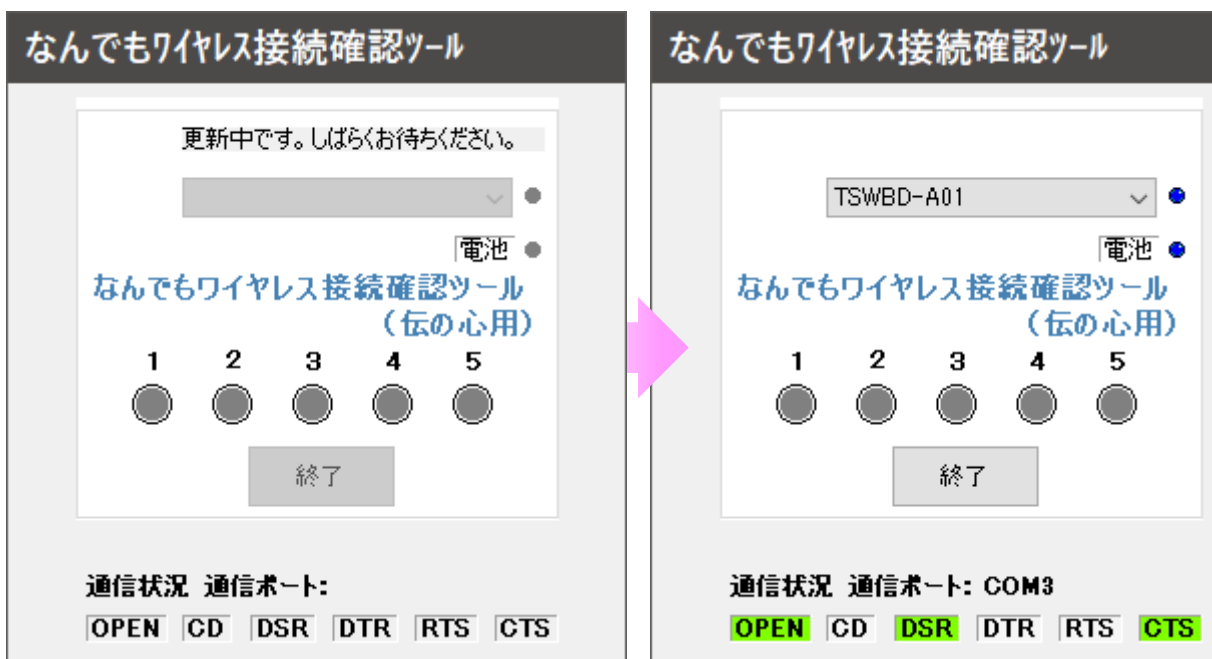 なんでもワイヤレス接続確認ツール
更新中です。しばらくお待ちください。
電池
なんでもワイヤレス接続確認ツール
（伝の心用）
1 2 3 4 5
終了
通信状況 通信ポート:
OPEN CD DSR DTR RTS CTS
なんでもワイヤレス接続確認ツール
TSWBD-A01
電池
なんでもワイヤレス接続確認ツール
（伝の心用）
1 2 3 4 5
終了
通信状況 通信ポート: COM3
OPEN CD DSR DTR RTS CTS